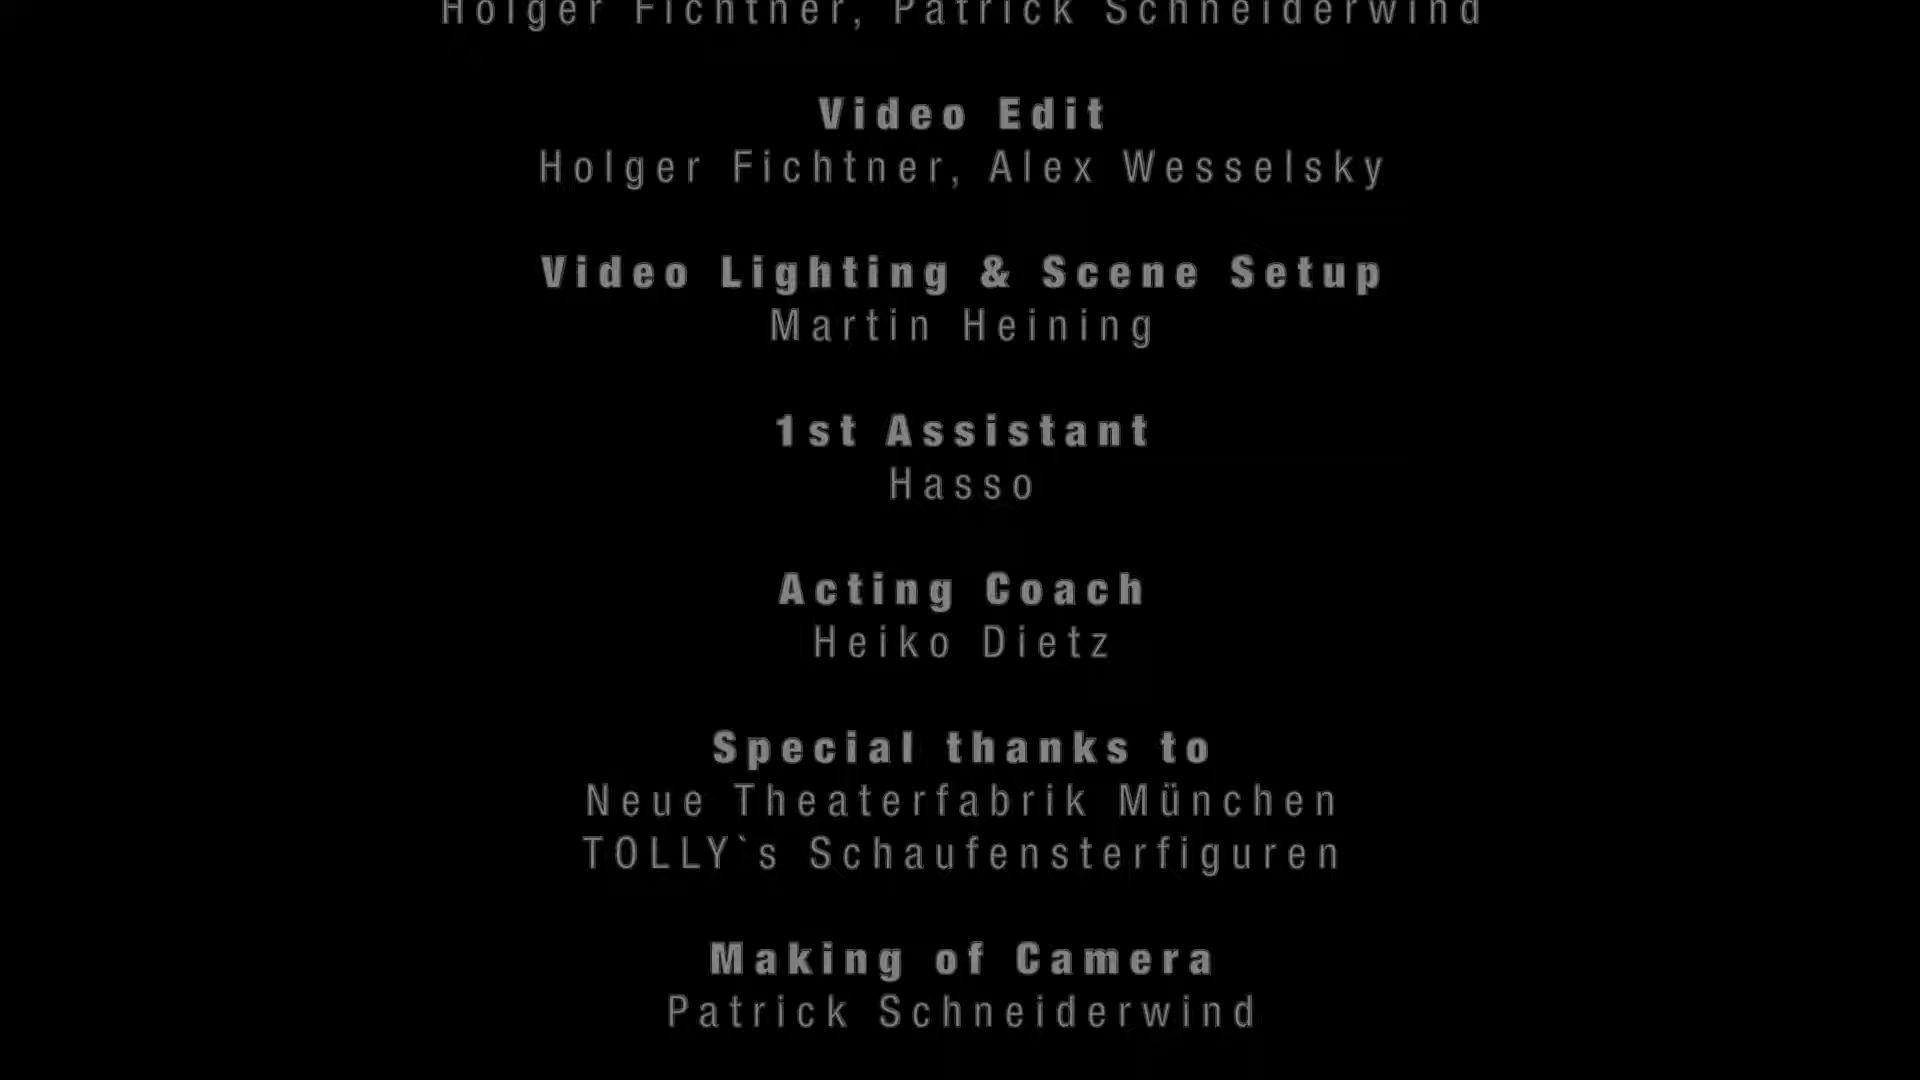 Holger Fichtner, Patrick Schneiderwind
Video Edit
Holger Fichtner, Alex Wesselsky
Video Lighting & Scene Setup
Martin Heining
1st Assistant
Hasso
Acting Coach
Heiko Dietz
Special thanks to
Neue Theaterfabrik München
TOLLY`s Schaufensterfiguren
Making of Camera
Patrick Schneiderwind